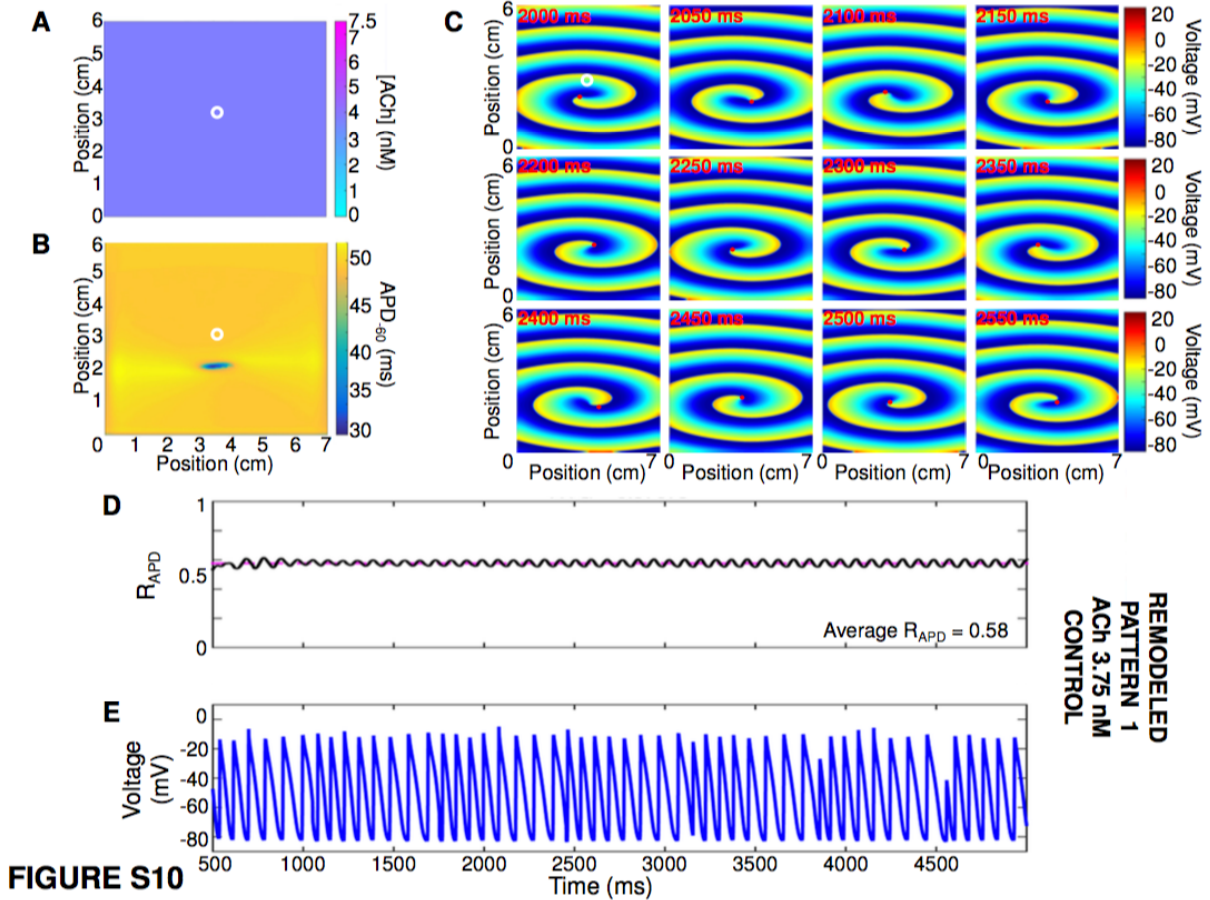 A
6
5
4
3
2
1
0
Position (cm)
7.5
7
6
5
4
3
2
1
0
[ACh] (nM)
B
6
5
4
3
2
1
0
Position (cm)
1 2 3 4 5 6 7
Position (cm)
50
45
40
35
30
APD-60 (ms)
C
6
0
Position (cm)
2000 ms
2050 ms
2100 ms
2150 ms
20
0
-20
-40
-60
-80
Voltage (mV)
6
0
Position (cm)
2200 ms
2250 ms
2300 ms
2350 ms
20
0
-20
-40
-60
-80
Voltage (mV)
6
0
Position (cm)
2400 ms
2450 ms
2500 ms
2550 ms
20
0
-20
-40
-60
-80
Voltage (mV)
Position (cm) 7
0 Position (cm) 7
0 Position (cm) 7
0 Position (cm) 7
D
1
0.5
0
RAPD
Average RAPD = 0.58
E
0
-20
-40
-60
-80
Voltage
(mV)
500 1000 1500 2000 2500 3000 3500 4000 4500
Time (ms)
REMODELED
PATTERN 1
ACh 3.75 nM
CONTROL
FIGURE S10